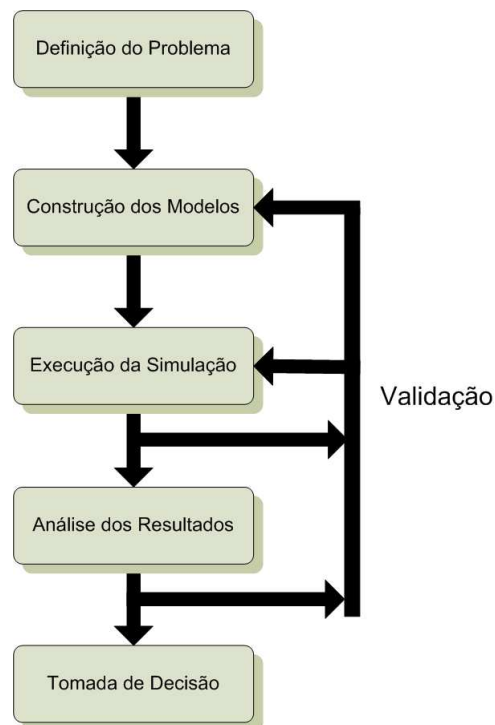 Definição do Problema
Construção dos Modelos
Execução da Simulação
Validação
Análise dos Resultados
Tomada de Decisão